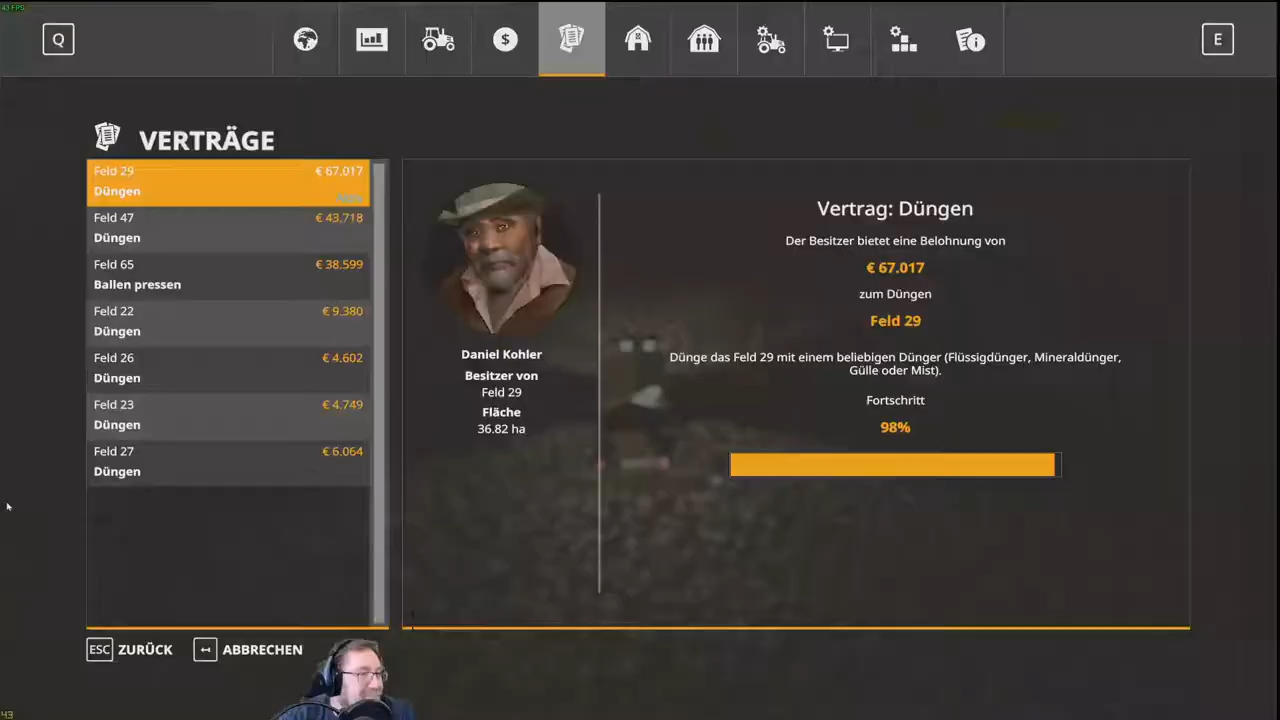 43 FPS
Q
$
E
VERTRÄGE
Feld 29 € 67.017
Düngen
Feld 47 € 43.718
Düngen
Feld 65 € 38.599
Ballen pressen
Feld 22 € 9.380
Düngen
Feld 26 € 4.602
Düngen
Feld 23 € 4.749
Düngen
Feld 27 € 6.064
Düngen
Daniel Kohler
Besitzer von
Feld 29
Fläche
36.82 ha
Vertrag: Düngen
Der Besitzer bietet eine Belohnung von
€ 67.017
zum Düngen
Feld 29
Dünge das Feld 29 mit einem beliebigen Dünger (Flüssigdünger, Mineraldünger,
Gülle oder Mist).
Fortschritt
98%
ESC ZURÜCK ABBRECHEN
43